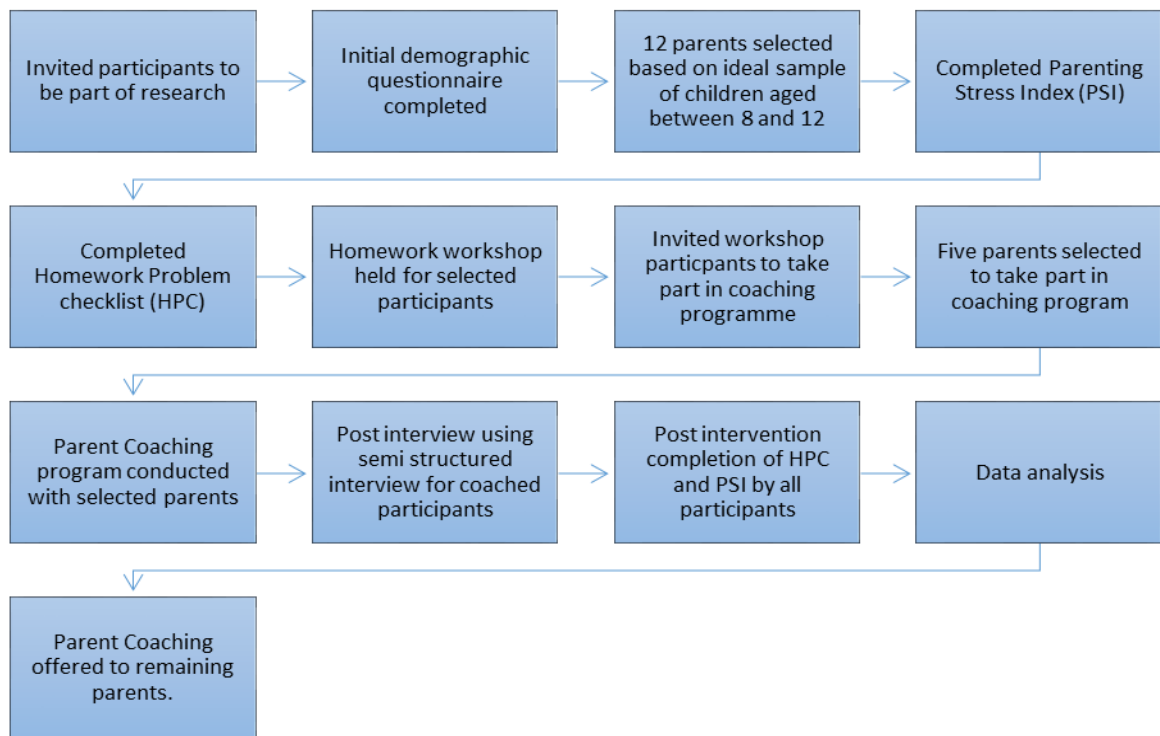 Invited participants to
be part of research
Initial demographic
questionnaire
completed
12 parents selected
based on ideal sample
of children aged
between 8 and 12
Completed Parenting
Stress Index (PSI)
Completed
Homework Problem
checklist (HPC)
Homework workshop
held for selected
participants
Invited workshop
particpants to take
part in coaching
programme
Five parents selected
to take part in
coaching program
Parent Coaching
program conducted
with selected parents
Post interview using
semi structured
interview for coached
participants
Post intervention
completion of HPC
and PSI by all
participants
Data analysis
Parent Coaching
offered to remaining
parents.